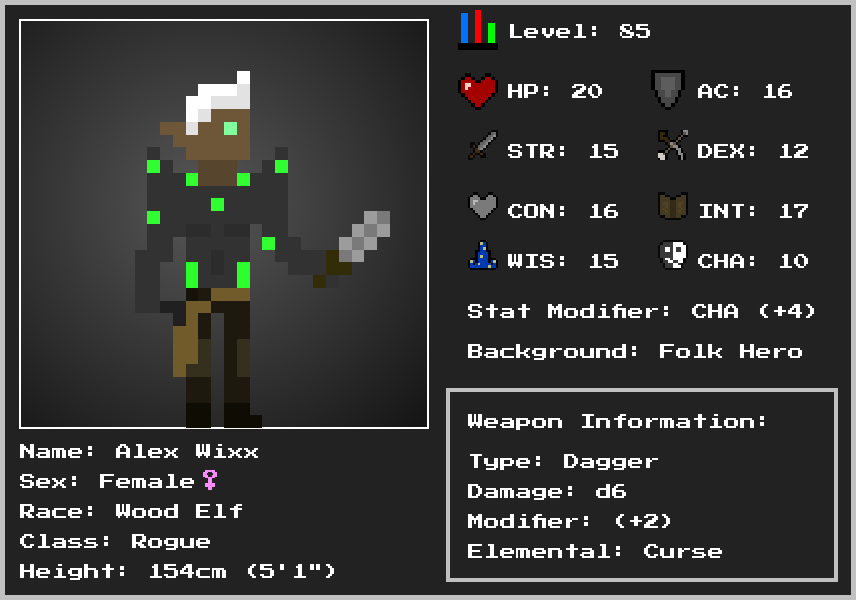 Level: 85
HP: 20
AC: 16
STR: 15
DEX: 12
CON: 16
INT: 17
WIS: 15
CHA: 10
Stat Modifier: CHA (+4)
Background: Folk Hero
Weapon Information:
Type: Dagger
Damage: d6
Modifier: (+2)
Elemental: Curse
Name: Alex Wixx
Sex: Female♀
Race: Wood Elf
Class: Rogue
Height: 154cm (5'1")